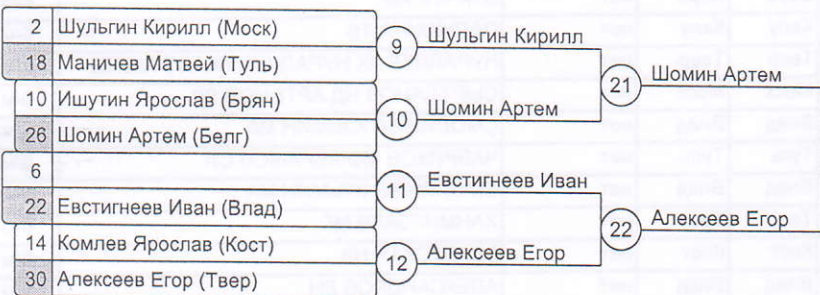 2 Шульгин Кирилл (Моск)
18 Маничев Матвей (Туль)
10 Ишутин Ярослав (Брян)
26 Шомин Артем (Белг)
6
22 Евстигнеев Иван (Влад)
14 Комлев Ярослав (Кост)
30 Алексеев Егор (Твер)
9 Шульгин Кирилл
10 Шомин Артем
11 Евстигнеев Иван
12 Алексеев Егор
21 Шомин Артем
22 Алексеев Егор